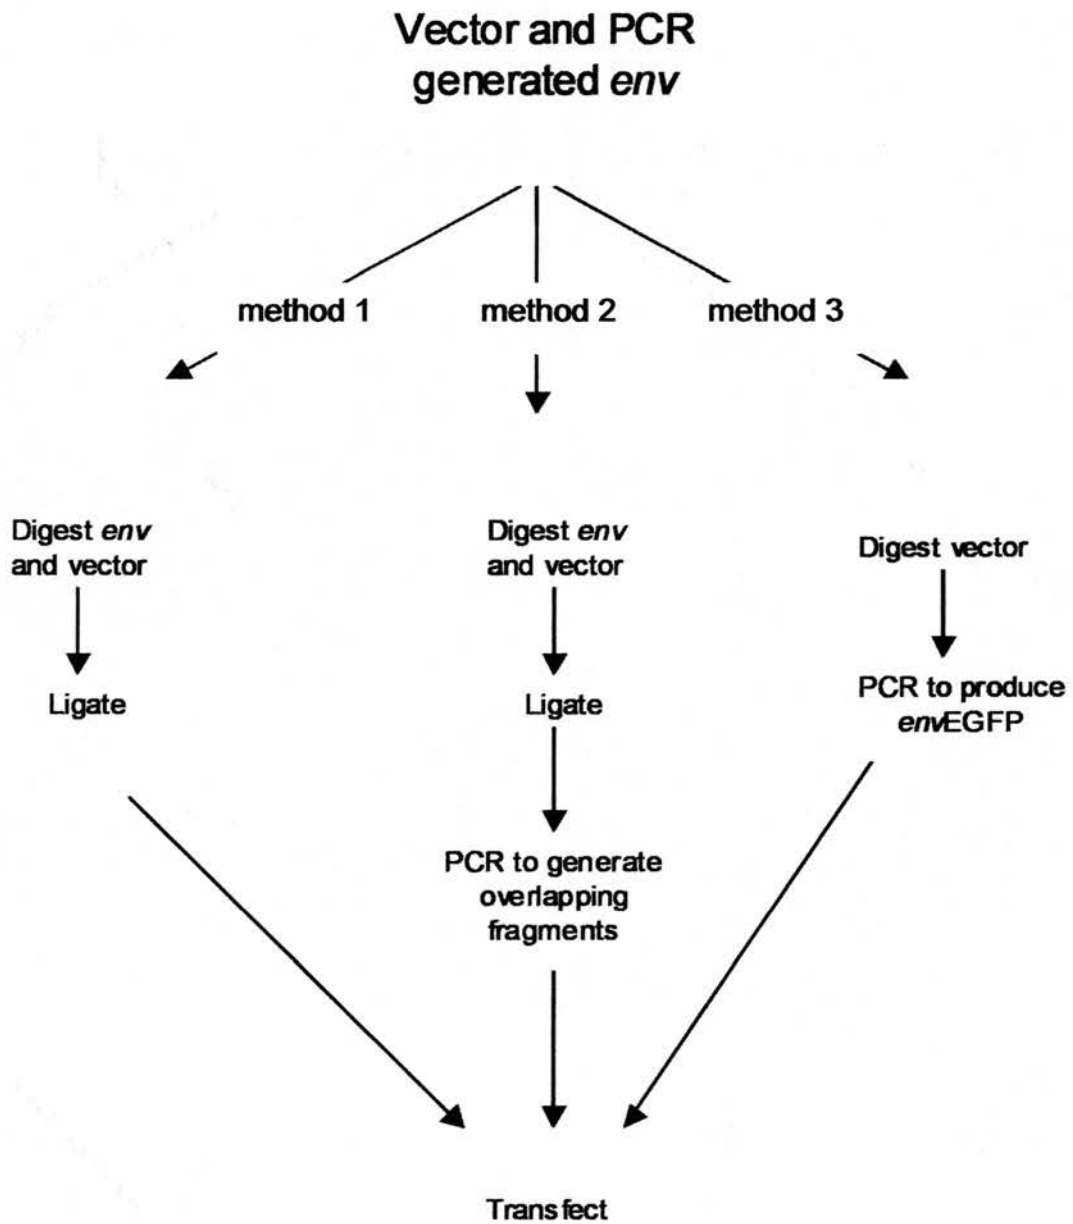 Vector and PCR
generated env
method 1
method 2
method 3
Digest env
and vector
Ligate
Digest env
and vector
Ligate
PCR to generate
overlapping
fragments
Digest vector
PCR to produce
envEGFP
Transfect